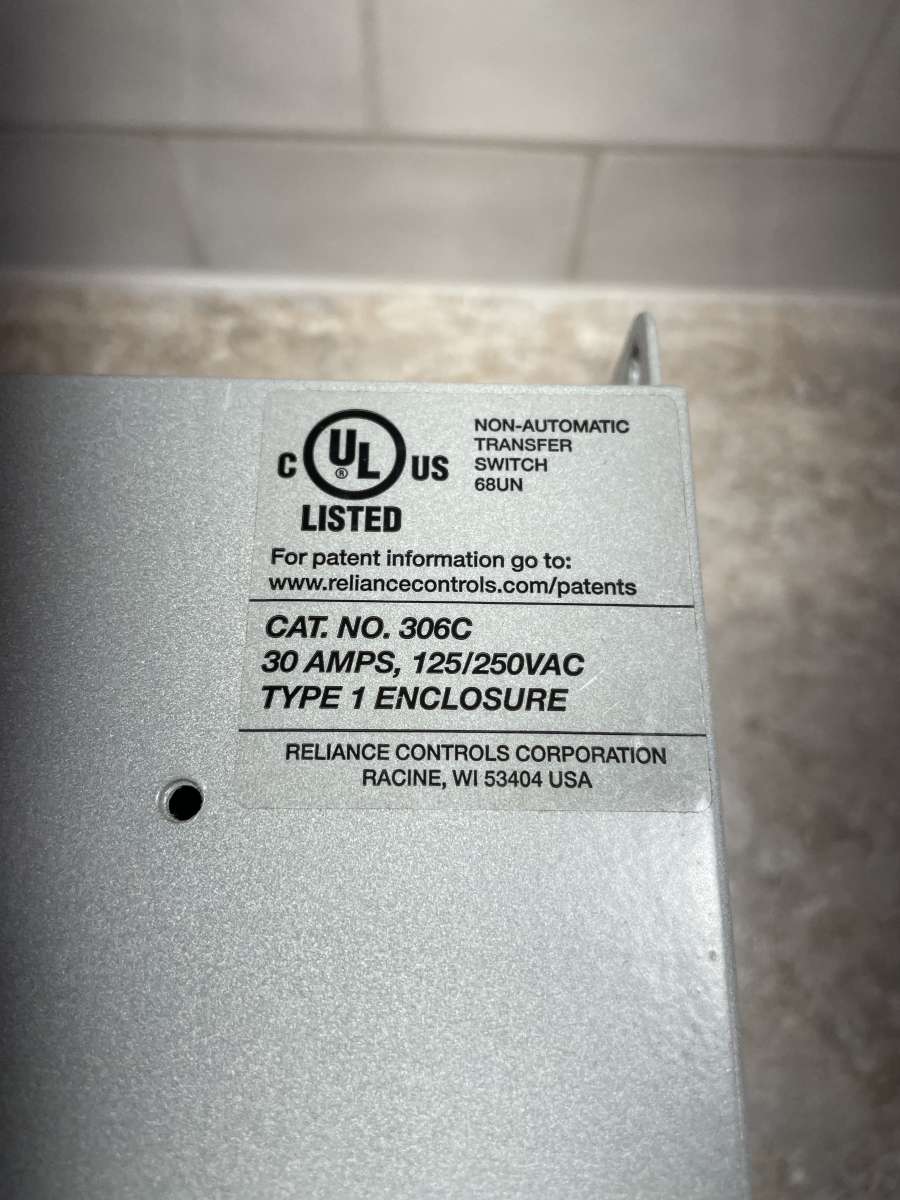 C UL® US
LISTED
NON-AUTOMATIC
TRANSFER
SWITCH
68UN
For patent information go to:
www.reliancecontrols.com/patents
CAT. NO. 306C
30 AMPS, 125/250VAC
TYPE 1 ENCLOSURE
RELIANCE CONTROLS CORPORATION
RACINE, WI 53404 USA